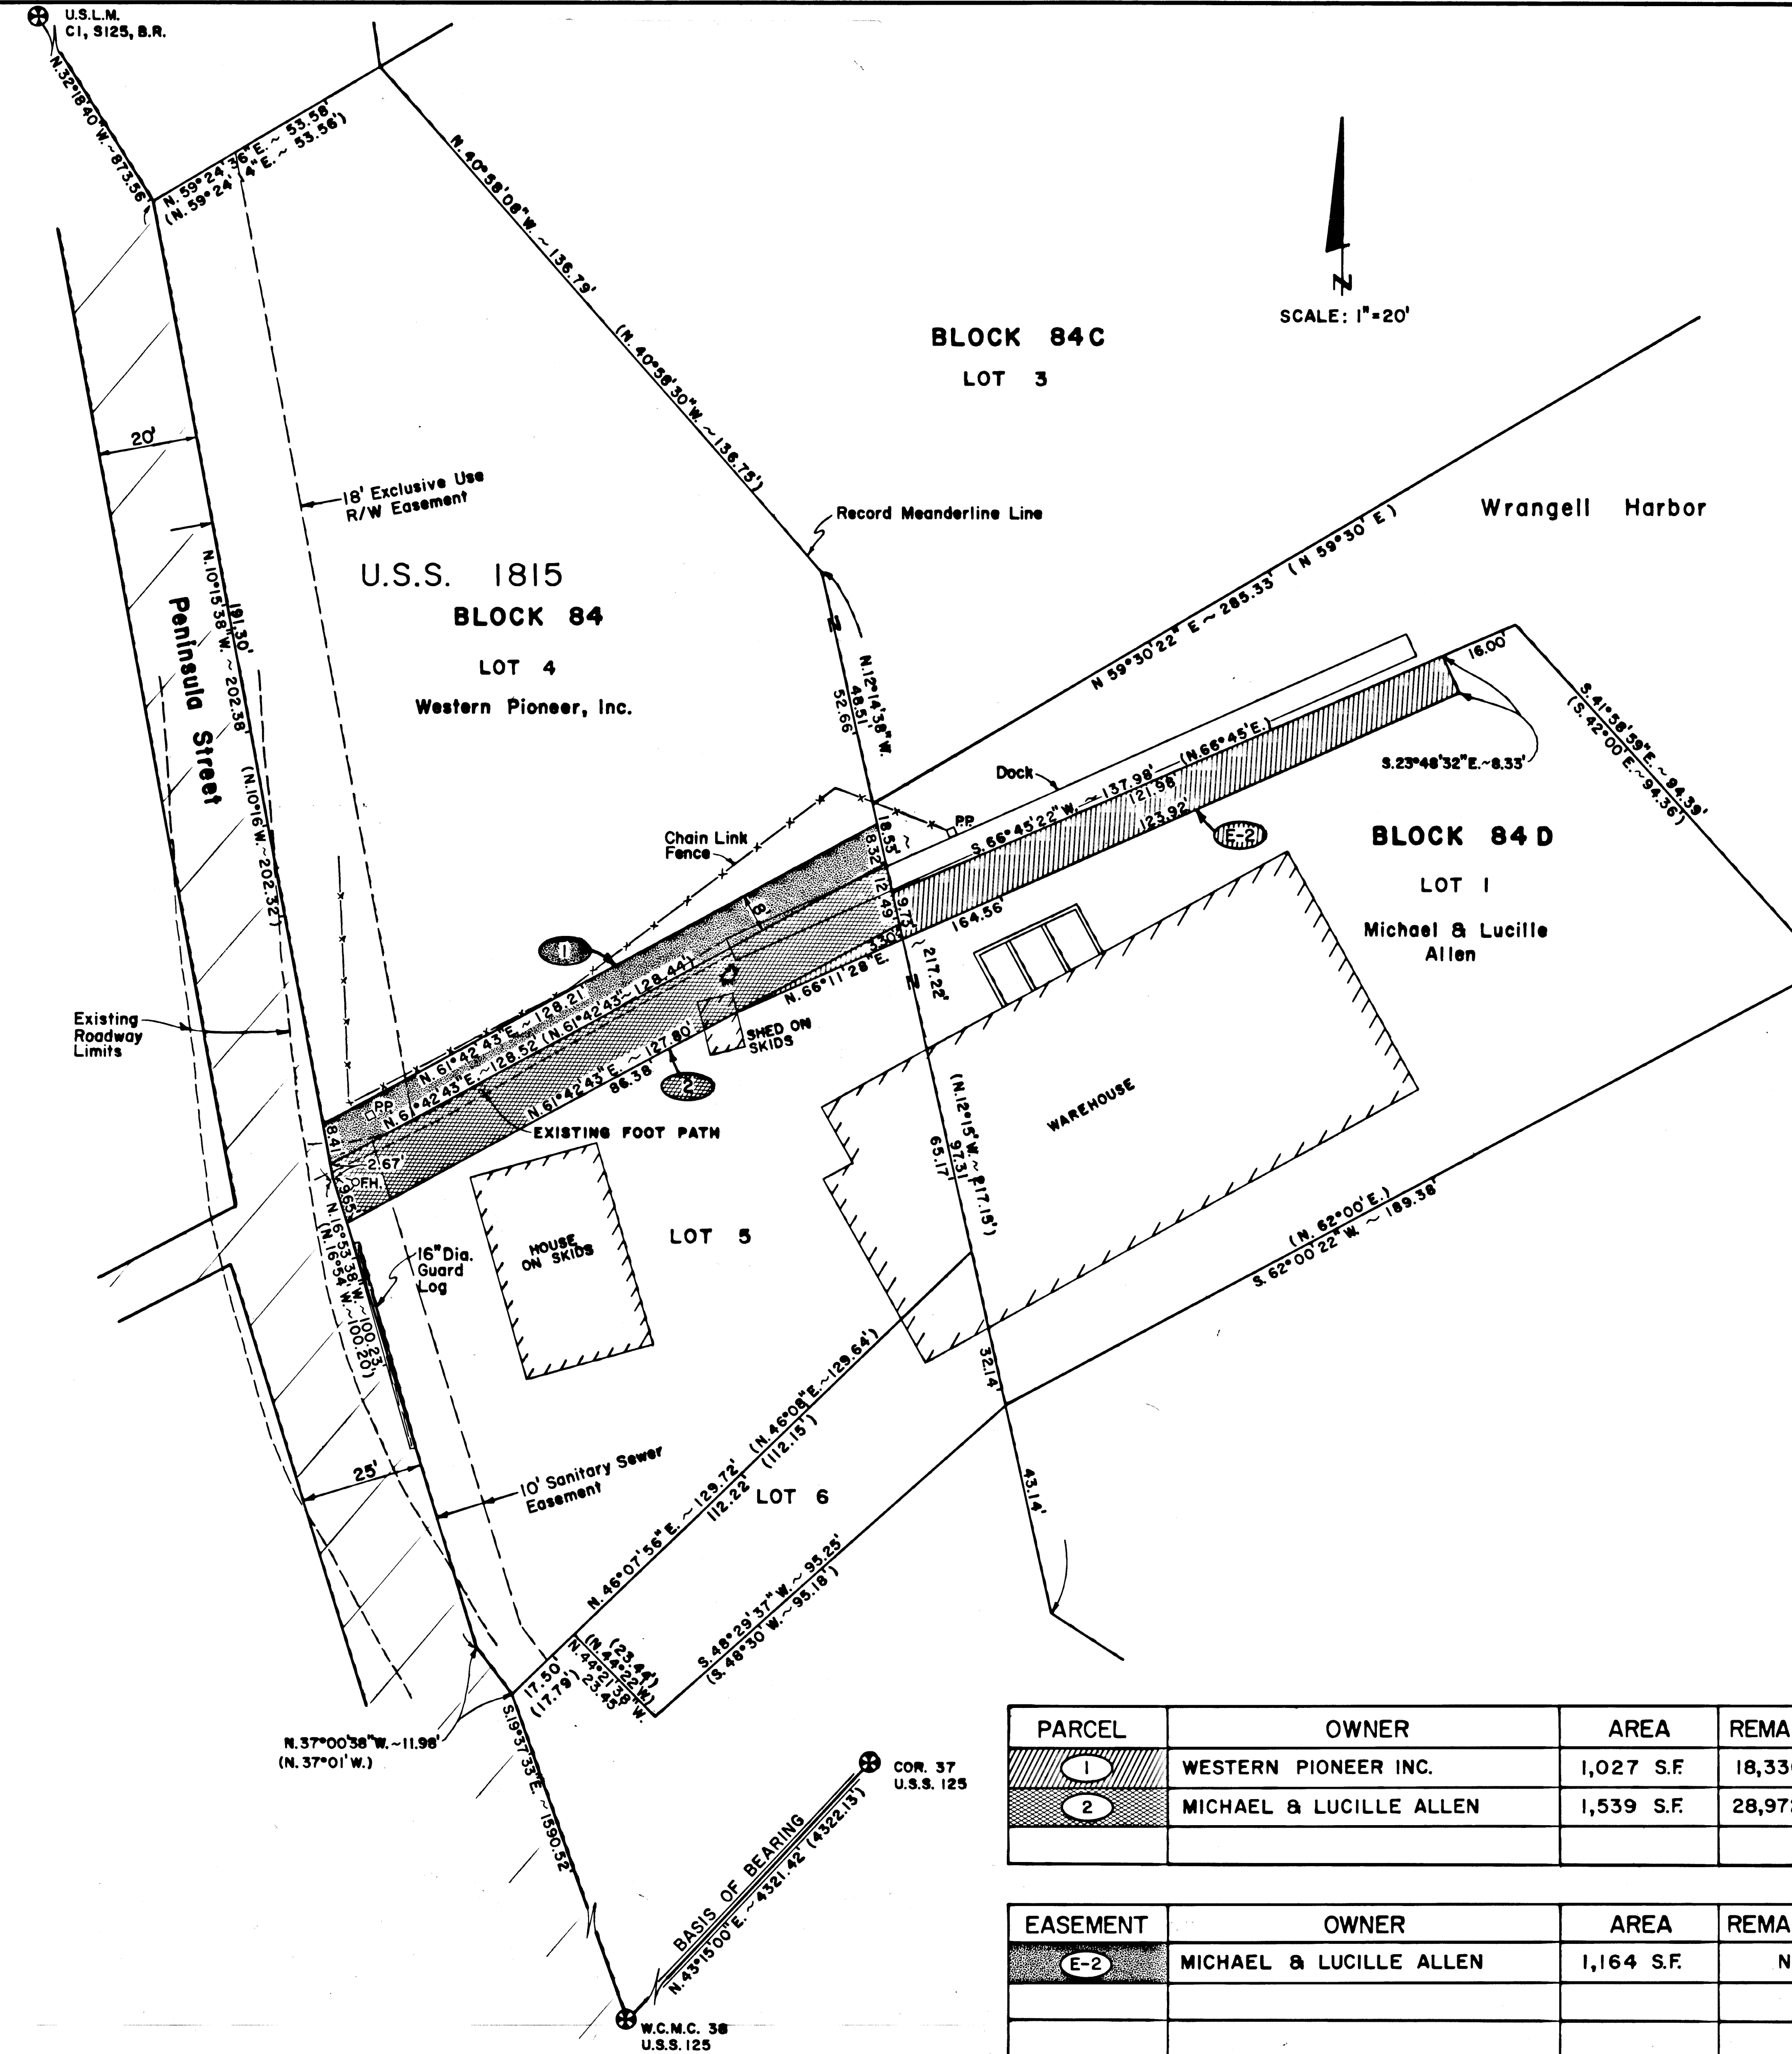 U.S.L.M.
C1, S125, B.R.
N.32°18'40"W.~873.56'
N.59°24'36"E.~53.58'
N.40°58'08"W.~136.79'
(N.40°58'30"W.~136.75')
SCALE: 1"=20'
N
BLOCK 84C
LOT 3
20'
18' Exclusive Use
R/W Easement
Record Meanderline Line
Wrangell Harbor
N 59°30'22" E~285.33' (N 59°30' E)
U.S.S. 1815
BLOCK 84
LOT 4
Western Pioneer, Inc.
Peninsula Street
191.30'
N.10°15'38"W.~202.38'
(N.10°16'W.~202.32')
N.12°14'38"W.
48.51'
52.66'
~217.22'
(N.12°15'W.~217.15')
16.00'
S.41°58'59"E.~94.39'
(S.42°00'E.~94.36')
S.23°48'32"E.~8.33'
Dock
P.P.
S.66°45'22"W.~137.98' (N.66°45'E.)
121.98'
123.92'
E-2
Chain Link
Fence
18.53'
8.32'
12.49'
9.73'
3.30'
164.56'
N.66°11'28"E.
BLOCK 84D
LOT 1
Michael & Lucille
Allen
8'
1
N.61°42'43"E.~128.21'
N.61°42'43"E.~128.52' (N.61°42'43"~128.44')
N.61°42'43"E.~127.80'
86.38'
2
SHED ON
SKIDS
Existing
Roadway
Limits
P.P.
2.67'
F.H.
9.65'
EXISTING FOOT PATH
WAREHOUSE
65.17'
97.31'
32.14'
(N.62°00'E.)
S.62°00'22"W.~189.38'
N.16°53'38"W.~100.23'
(N.16°54'W.~100.20')
16"Dia.
Guard
Log
HOUSE
ON SKIDS
LOT 5
25'
10' Sanitary Sewer
Easement
N.46°07'56"E.~129.72' (N.46°08"E.~129.64')
112.22' (112.15')
LOT 6
43.14'
S.48°29'37"W.~95.25'
(S.48°30'W.~95.18')
17.50'
(117.79')
(23.44')
(N.44°22'W)
N.44°21'38"W.
23.45'
N.37°00'38"W.~11.98'
(N.37°01'W.)
S.19°37'33"E.~1590.52'
COR. 37
U.S.S. 125
BASIS OF BEARING
N.43°15'00"E.~4321.42' (4322.13')
W.C.M.C. 38
U.S.S. 125
PARCEL OWNER AREA REMA
1 WESTERN PIONEER INC. 1,027 S.F.
2 MICHAEL & LUCILLE ALLEN 1,539 S.F.
EASEMENT OWNER AREA REMA
E-2 MICHAEL & LUCILLE ALLEN 1,164 S.F. N